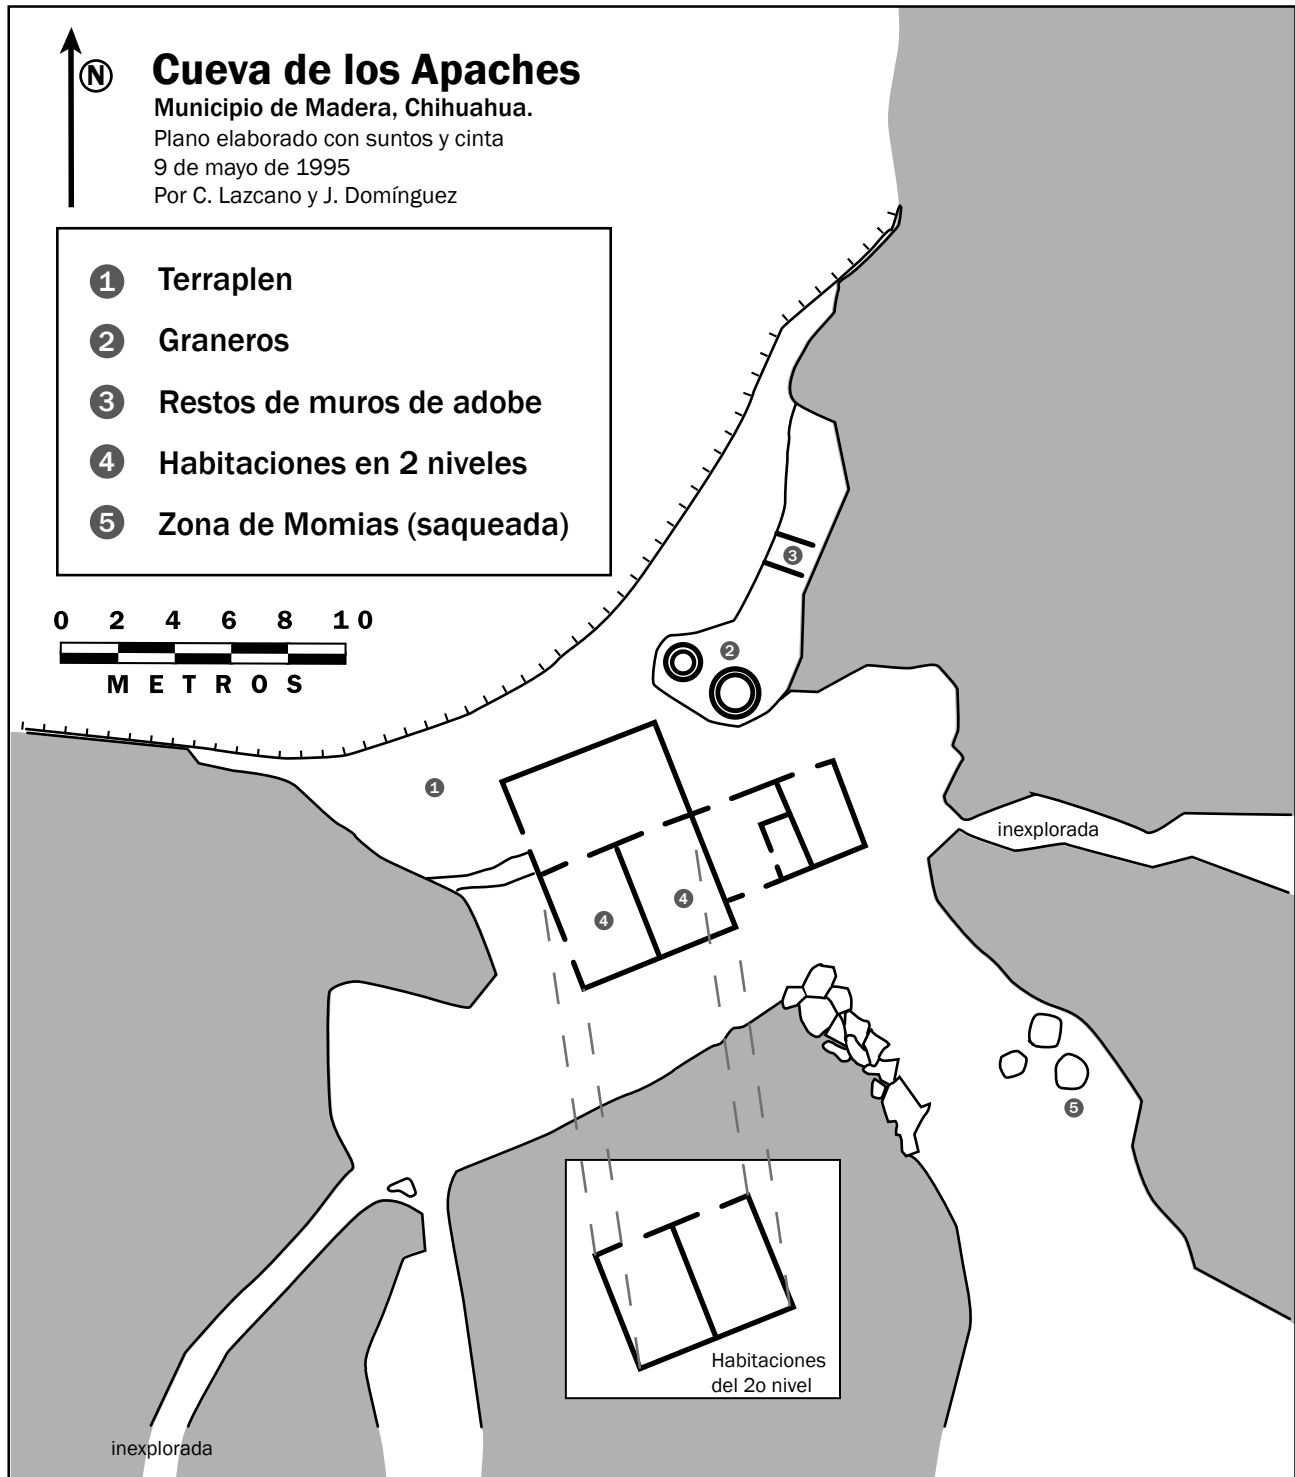 N
Cueva de los Apaches
Municipio de Madera, Chihuahua.
Plano elaborado con suntos y cinta
9 de mayo de 1995
Por C. Lazcano y J. Domínguez
1 Terraplen
2 Graneros
3 Restos de muros de adobe
4 Habitaciones en 2 niveles
5 Zona de Momias (saqueada)
0 2 4 6 8 10
METROS
3
2
1
inexplorada
4
4
5
Habitaciones
del 2o nivel
inexplorada